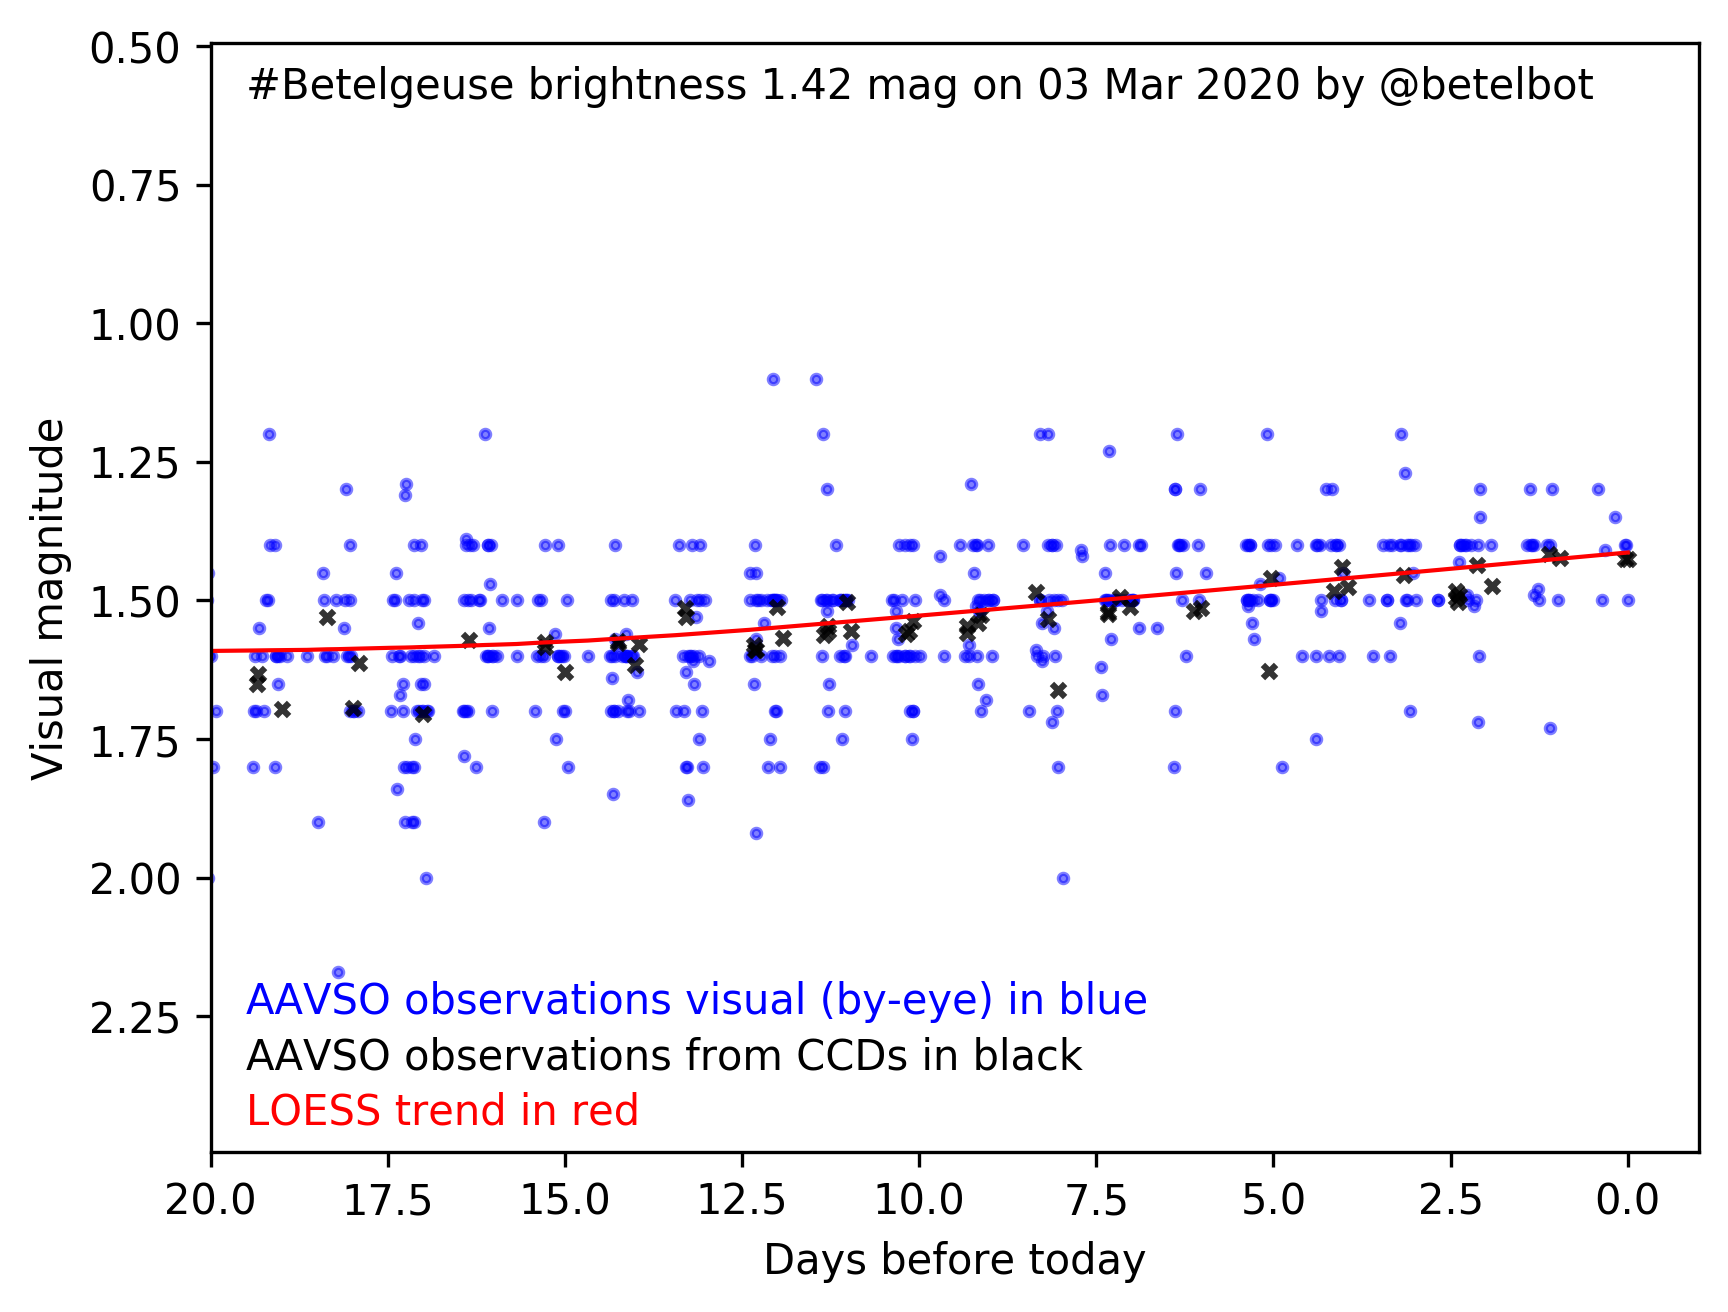 #Betelgeuse brightness 1.42 mag on 03 Mar 2020 by @betelbot
0.50
0.75
1.00
1.25
1.50
1.75
2.00
2.25
Visual magnitude
AAVSO observations visual (by-eye) in blue
AAVSO observations from CCDs in black
LOESS trend in red
20.0 17.5 15.0 12.5 10.0 7.5 5.0 2.5 0.0
Days before today